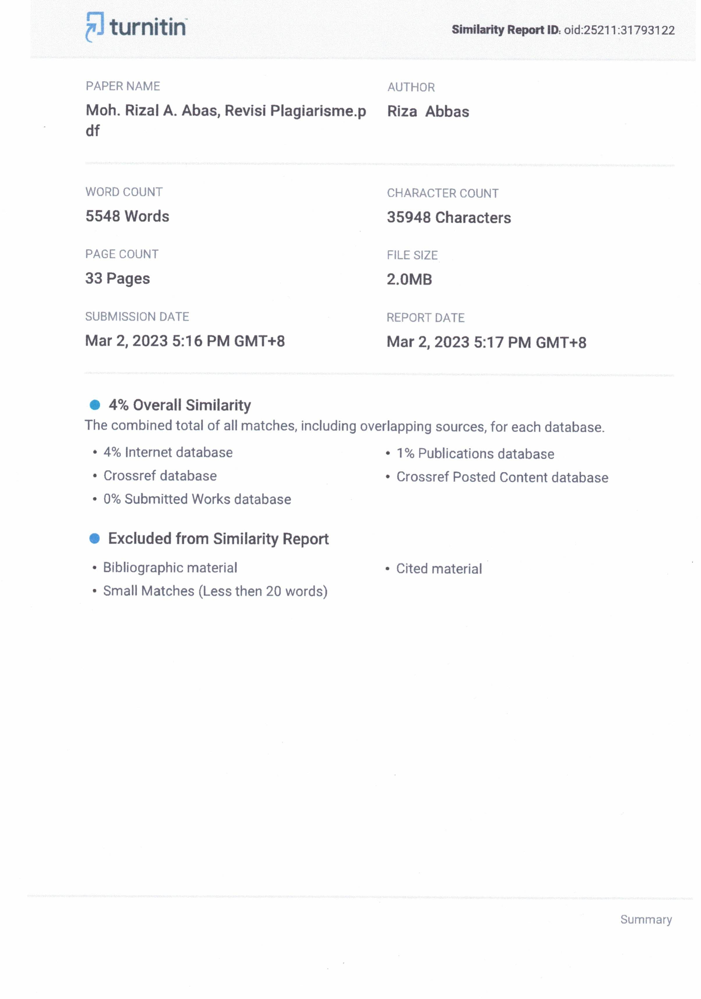 turnitin
Similarity Report ID: oid:25211:31793122
PAPER NAME
AUTHOR
Moh. Rizal A. Abas, Revisi Plagiarisme.p
df
Riza Abbas
WORD COUNT
CHARACTER COUNT
5548 Words
35948 Characters
PAGE COUNT
FILE SIZE
33 Pages
2.0MB
SUBMISSION DATE
REPORT DATE
Mar 2, 2023 5:16 PM GMT+8
Mar 2, 2023 5:17 PM GMT+8
● 4% Overall Similarity
The combined total of all matches, including overlapping sources, for each database.
• 4% Internet database
• 1% Publications database
• Crossref database
• Crossref Posted Content database
• 0% Submitted Works database
● Excluded from Similarity Report
• Bibliographic material
• Cited material
• Small Matches (Less then 20 words)
Summary